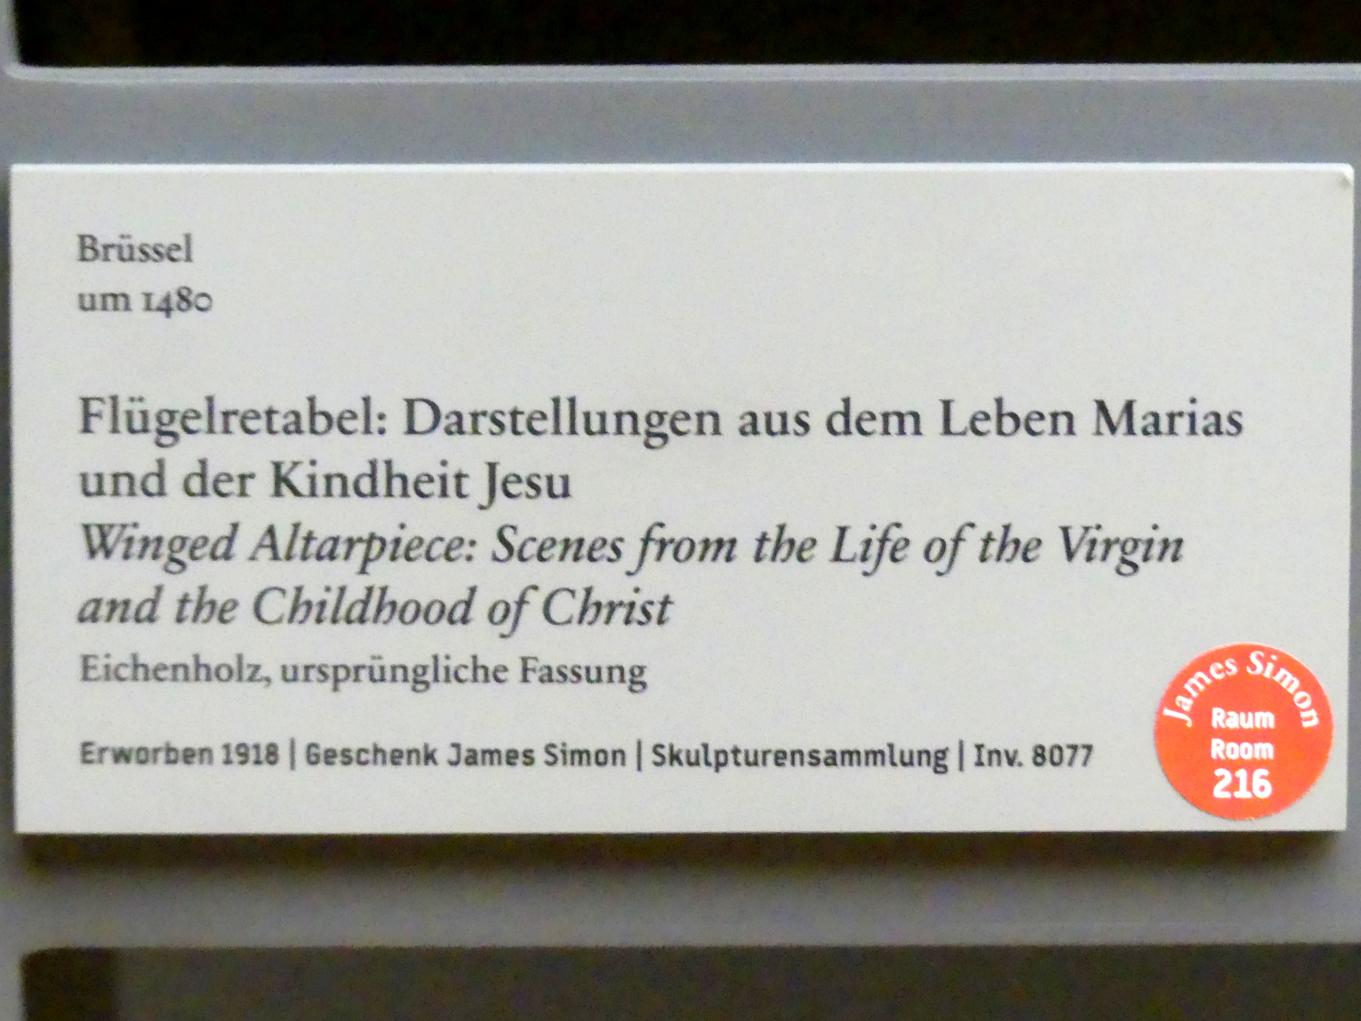 Brüssel
um 1480
Flügelretabel: Darstellungen aus dem Leben Marias
und der Kindheit Jesu
Winged Altarpiece: Scenes from the Life of the Virgin
and the Childhood of Christ
Eichenholz, ursprüngliche Fassung
Erworben 1918 | Geschenk James Simon | Skulpturensammlung | Inv. 8077
James Simon
Raum
Room
216